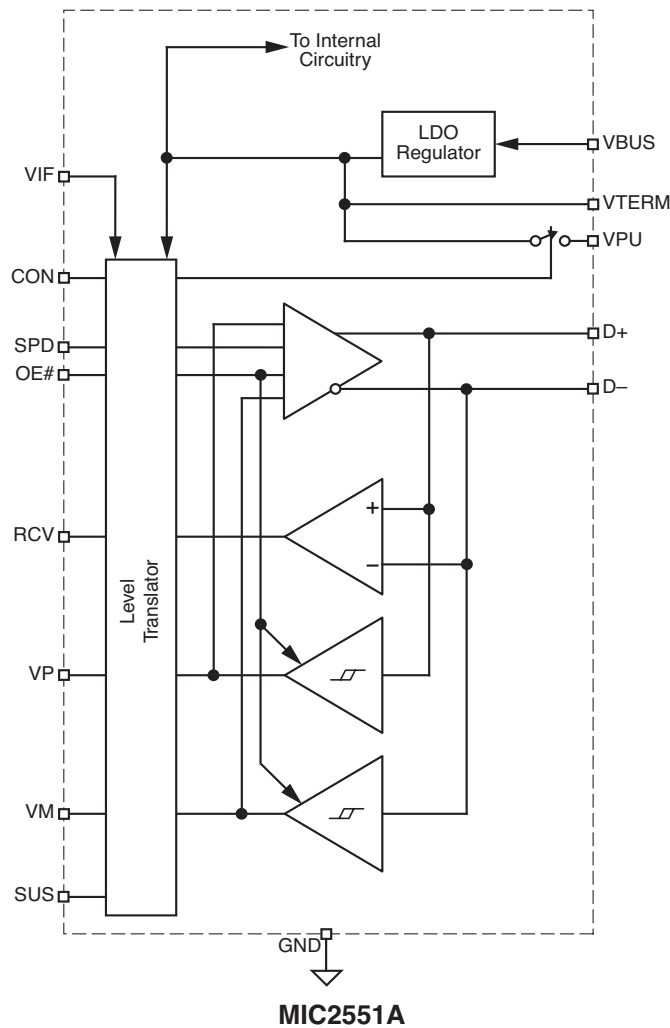 To Internal
Circuitry
LDO
Regulator
VBUS
VIF
VTERM
VPU
CON
SPD
D+
OE#
D–
+
RCV
–
Level
Translator
VP
VM
SUS
GND
MIC2551A